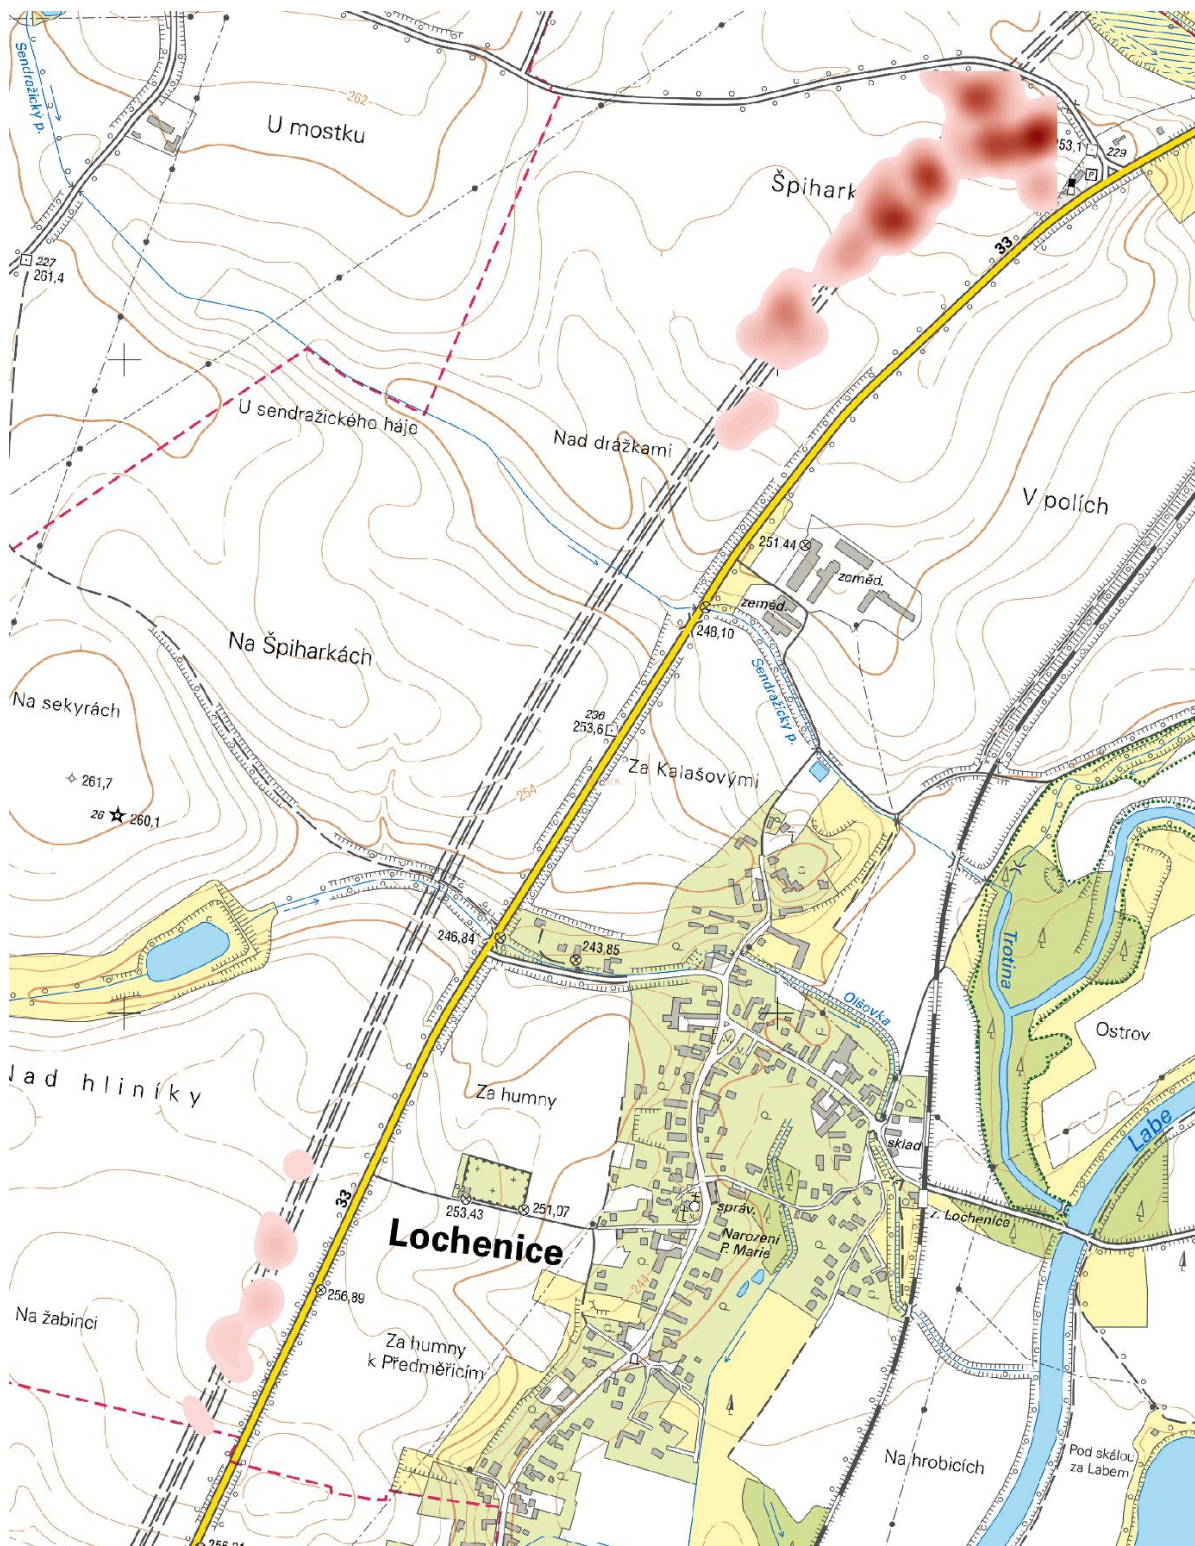 Sendražický p.
262
U mostku
Špihark
253,1
229
33
227
261,4
U sendražického háje
Nad drážkami
V polích
251,44
zeměd.
zeměd.
248,10
Na Špiharkách
Sendražický p.
Na sekyrách
236
253,6
Za Kalašovými
261,7
254
26
260,1
246,84
243,85
Trotina
Olšovka
Ostrov
Nad hliníky
Za humny
Labe
sklad
33
253,43
251,07
správ.
z. Lochenice
Lochenice
Narození
P. Marie
244
256,89
Na žabinci
Za humny
k Předměřicím
Na hrobicích
Pod skálou
za Labem